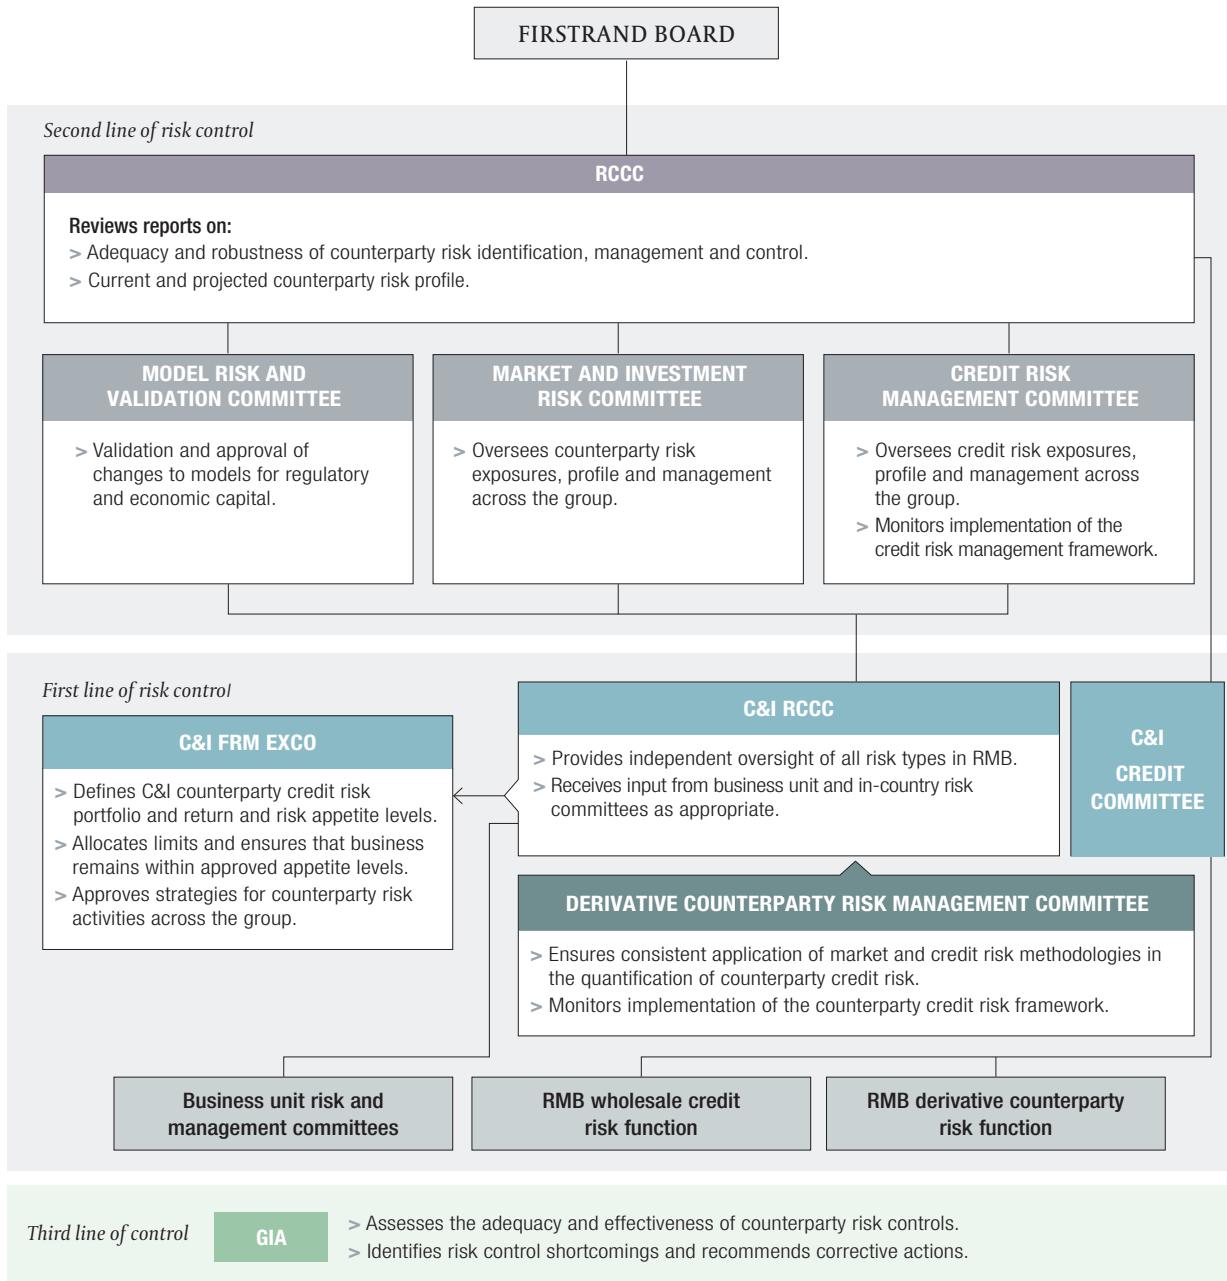 FIRSTRAND BOARD
Second line of risk control
RCCC
Reviews reports on:
> Adequacy and robustness of counterparty risk identification, management and control.
> Current and projected counterparty risk profile.
MODEL RISK AND
VALIDATION COMMITTEE
> Validation and approval of
changes to models for regulatory
and economic capital.
MARKET AND INVESTMENT
RISK COMMITTEE
> Oversees counterparty risk
exposures, profile and management
across the group.
CREDIT RISK
MANAGEMENT COMMITTEE
> Oversees credit risk exposures,
profile and management across
the group.
> Monitors implementation of the
credit risk management framework.
First line of risk control
C&I FRM EXCO
> Defines C&I counterparty credit risk
portfolio and return and risk appetite levels.
> Allocates limits and ensures that business
remains within approved appetite levels.
> Approves strategies for counterparty risk
activities across the group.
C&I RCCC
> Provides independent oversight of all risk types in RMB.
> Receives input from business unit and in-country risk
committees as appropriate.
C&I
CREDIT
COMMITTEE
DERIVATIVE COUNTERPARTY RISK MANAGEMENT COMMITTEE
> Ensures consistent application of market and credit risk methodologies in
the quantification of counterparty credit risk.
> Monitors implementation of the counterparty credit risk framework.
Business unit risk and
management committees
RMB wholesale credit
risk function
RMB derivative counterparty
risk function
Third line of control
GIA
> Assesses the adequacy and effectiveness of counterparty risk controls.
> Identifies risk control shortcomings and recommends corrective actions.